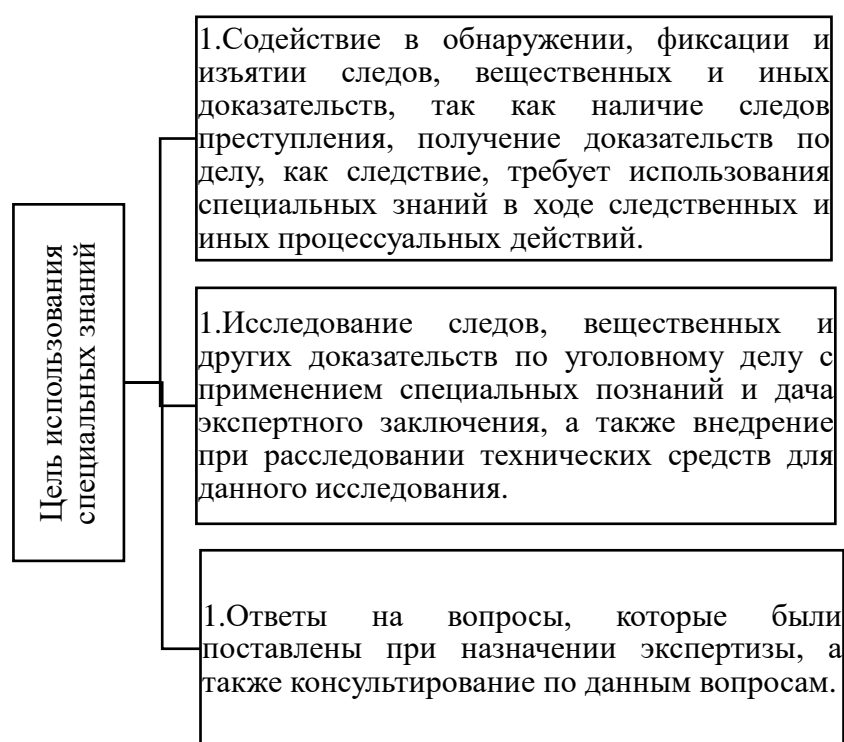 Цель использования
специальных знаний
1.Содействие в обнаружении, фиксации и
изъятии следов, вещественных и иных
доказательств, так как наличие следов
преступления, получение доказательств по
делу, как следствие, требует использования
специальных знаний в ходе следственных и
иных процессуальных действий.
1.Исследование следов, вещественных и
других доказательств по уголовному делу с
применением специальных познаний и дача
экспертного заключения, а также внедрение
при расследовании технических средств для
данного исследования.
1.Ответы на вопросы, которые были
поставлены при назначении экспертизы, а
также консультирование по данным вопросам.